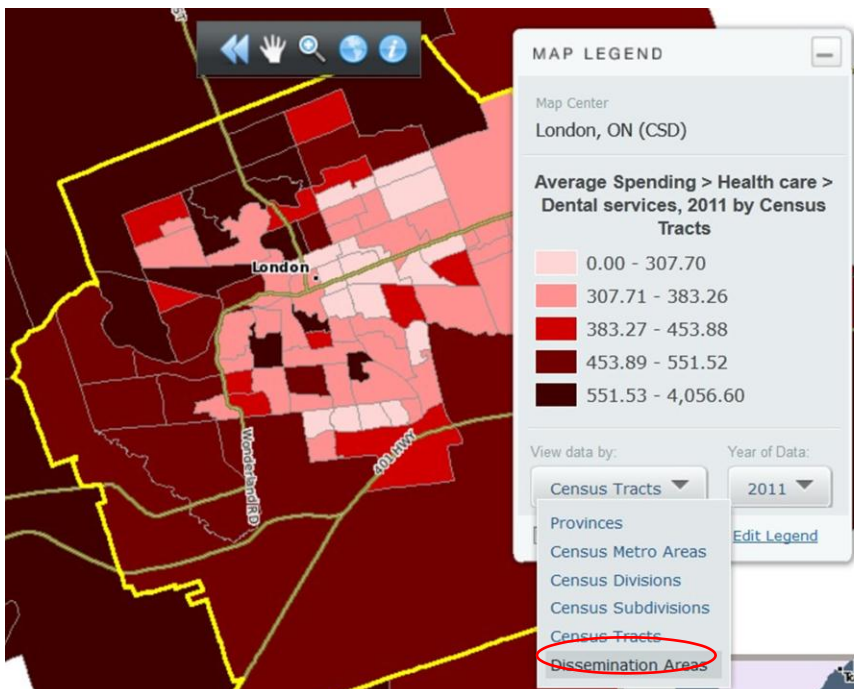 ST
MAP LEGEND
Map Center
London, ON (CSD)
Average Spending > Health care >
Dental services, 2011 by Census
Tracts
0.00 - 307.70
307.71 - 383.26
383.27 - 453.88
453.89 - 551.52
551.53 - 4,056.60
London
Wonderland RD
401 HWY
View data by:
Year of Data:
Census Tracts
2011
Provinces
Census Metro Areas
Census Divisions
Census Subdivisions
Census Tracts
Dissemination Areas
Edit Legend